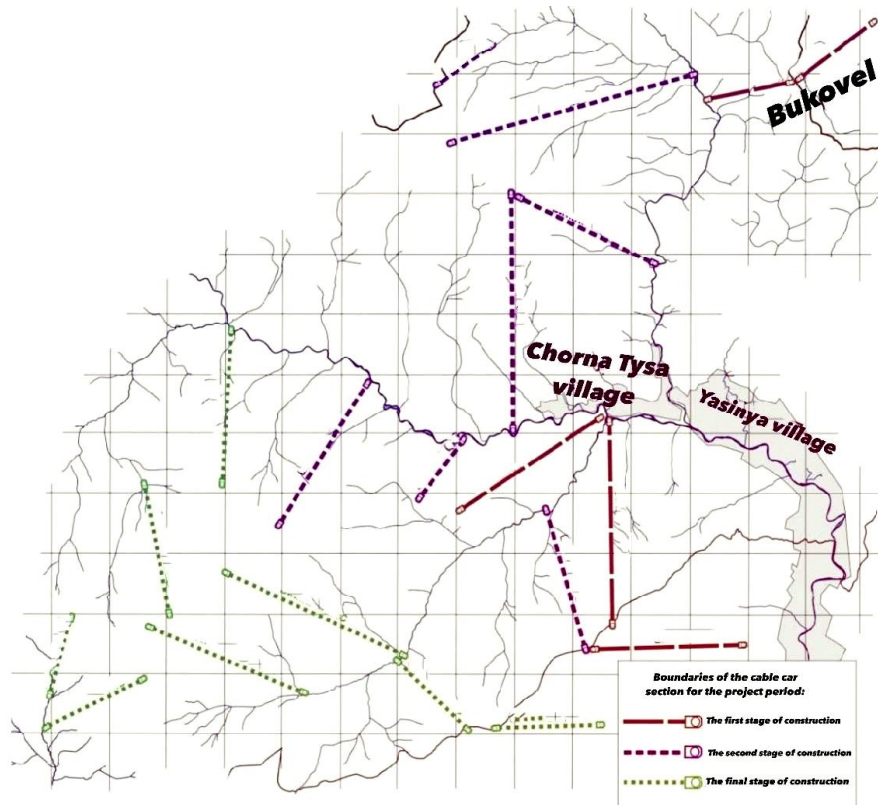 Bukovel
Chorna Tysa
village
Yasinya village
Boundaries of the cable car
section for the project period:
The first stage of construction
The second stage of construction
The final stage of construction